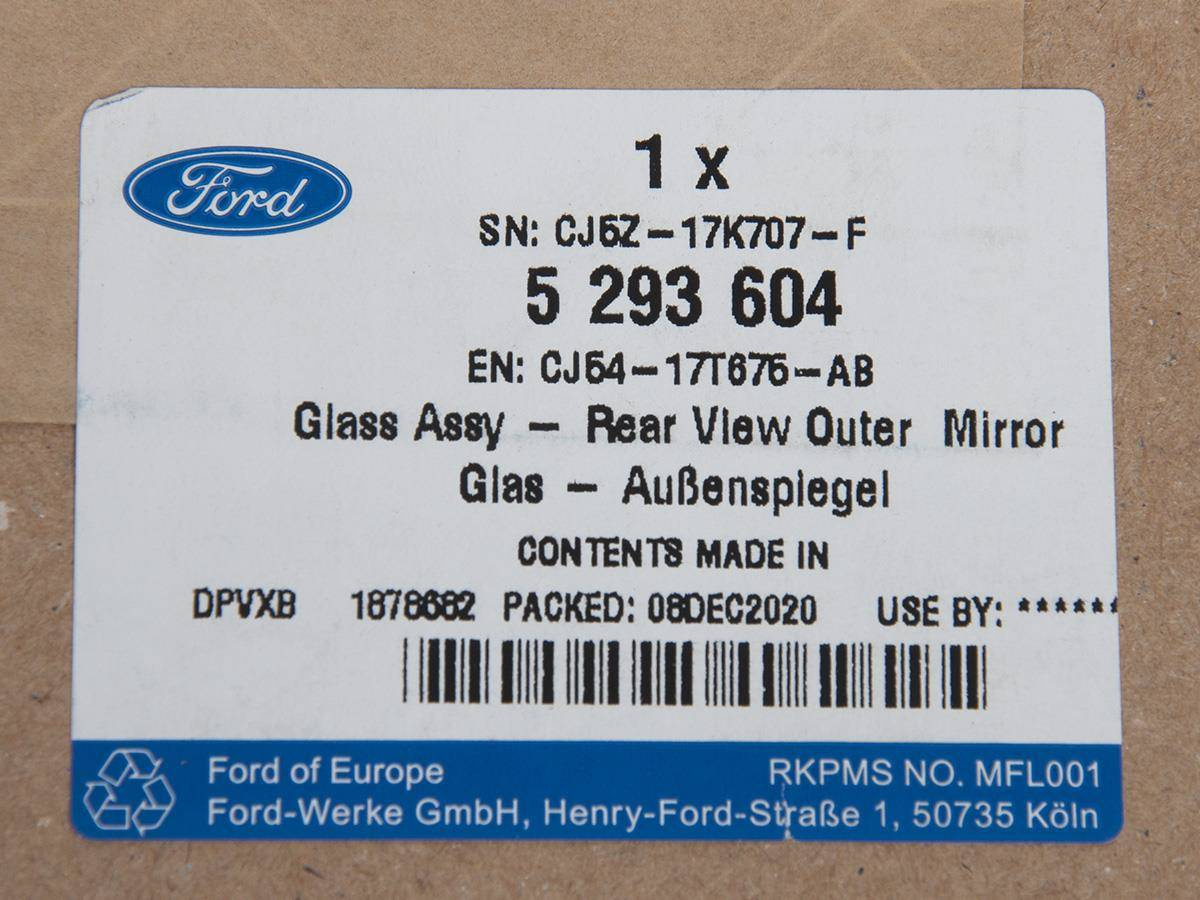 Ford
1 x
SN: CJ5Z-17K707-F
5 293 604
EN: CJ54-17T675-AB
Glass Assy - Rear View Outer Mirror
Glas - Außenspiegel
CONTENTS MADE IN
DPVXB 1878682 PACKED: 08DEC2020 USE BY: ******
Ford of Europe RKPMS NO. MFL001
Ford-Werke GmbH, Henry-Ford-Straße 1, 50735 Köln